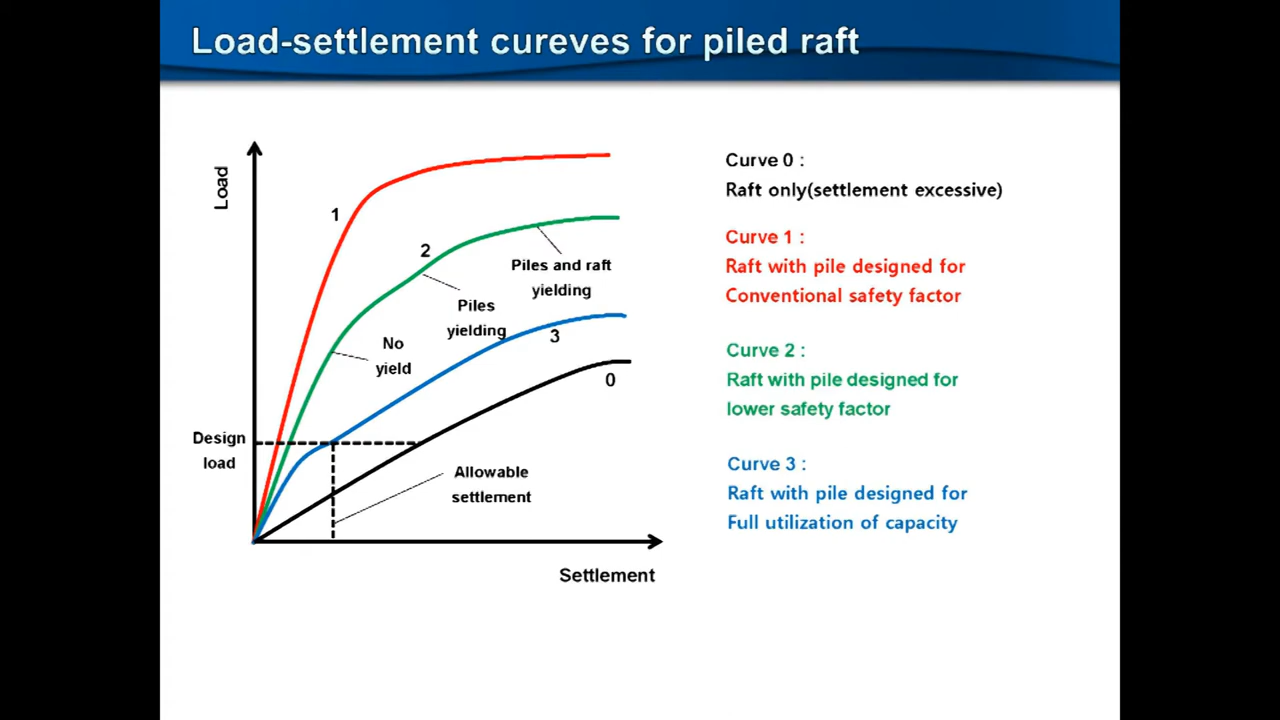 Load-settlement cureves for piled raft
Load
1
2
Piles and raft
yielding
Piles
yielding
3
No
yield
0
Design
load
Allowable
settlement
Settlement
Curve 0 :
Raft only(settlement excessive)
Curve 1 :
Raft with pile designed for
Conventional safety factor
Curve 2 :
Raft with pile designed for
lower safety factor
Curve 3 :
Raft with pile designed for
Full utilization of capacity